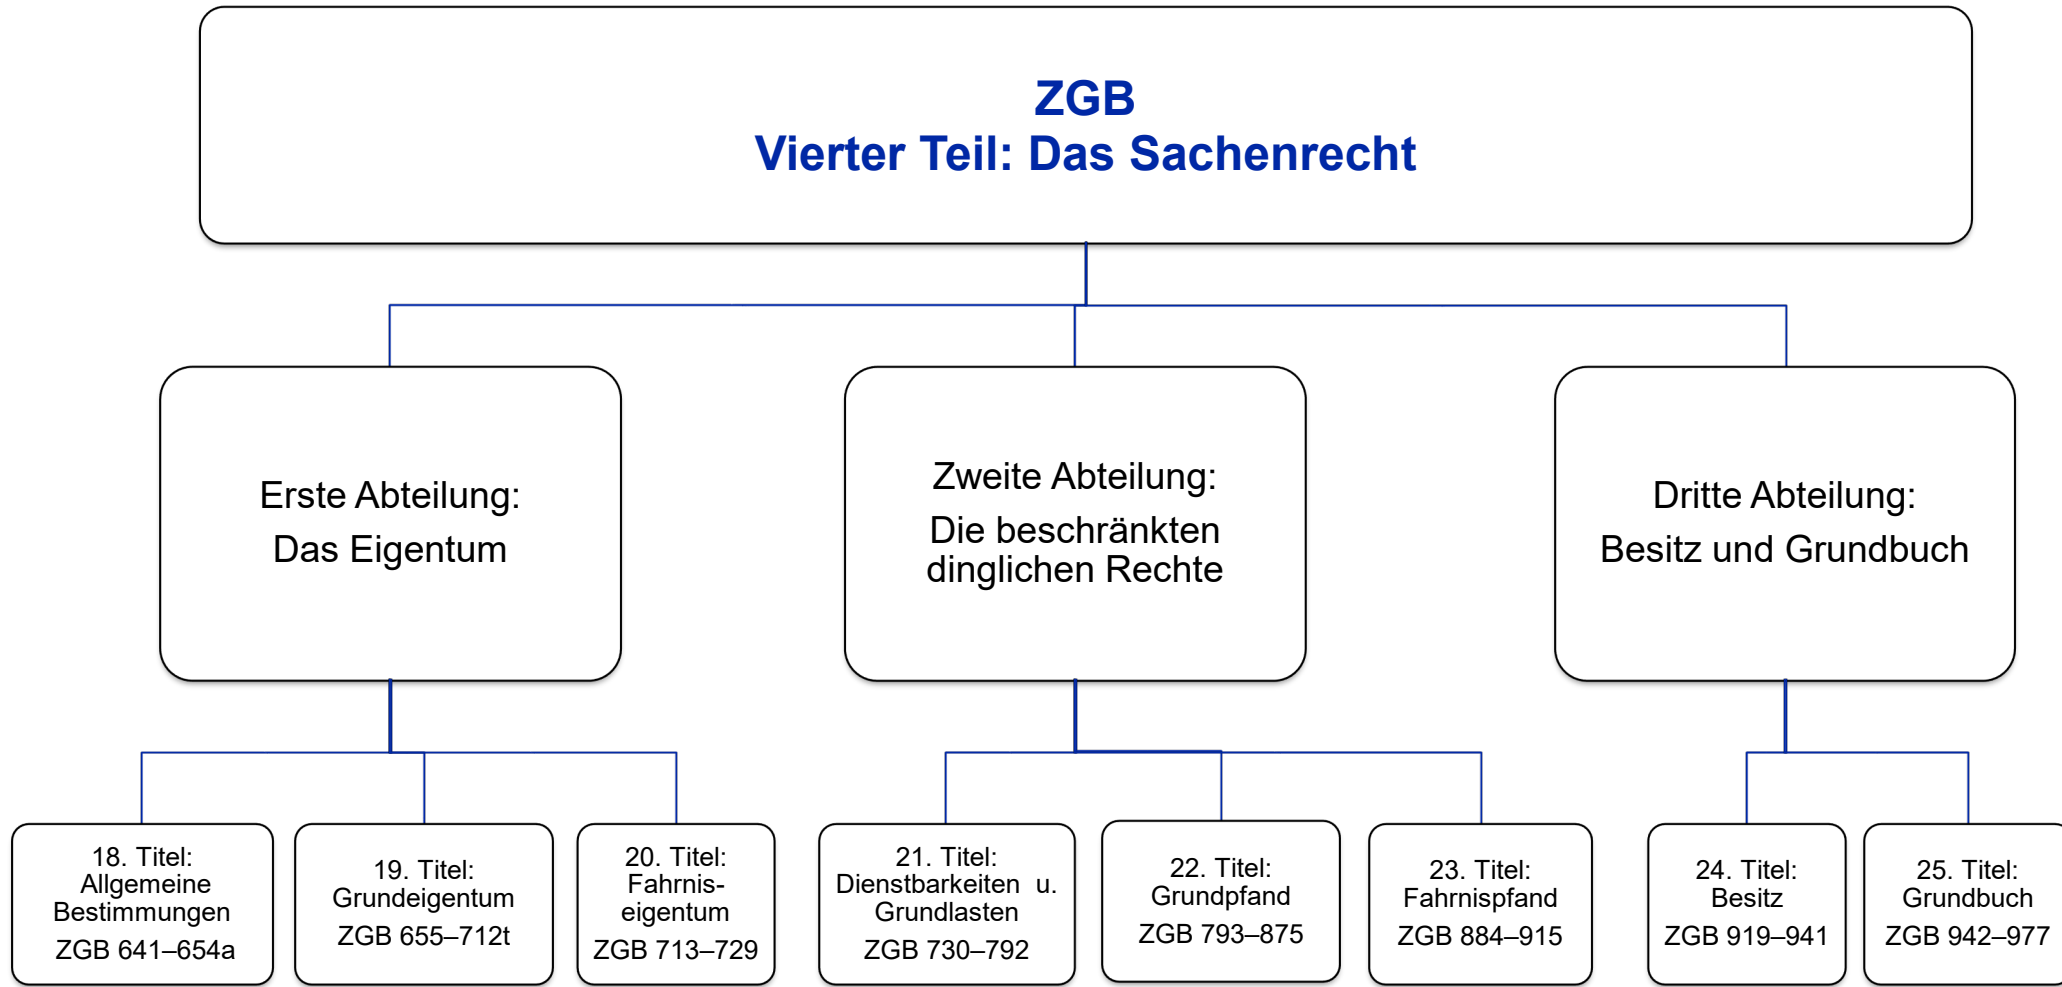 ZGB
Vierter Teil: Das Sachenrecht
Erste Abteilung:
Das Eigentum
Zweite Abteilung:
Die beschränkten
dinglichen Rechte
Dritte Abteilung:
Besitz und Grundbuch
18. Titel:
Allgemeine
Bestimmungen
ZGB 641–654a
19. Titel:
Grundeigentum
ZGB 655–712t
20. Titel:
Fahrnis-
eigentum
ZGB 713–729
21. Titel:
Dienstbarkeiten u.
Grundlasten
ZGB 730–792
22. Titel:
Grundpfand
ZGB 793–875
23. Titel:
Fahrnispfand
ZGB 884–915
24. Titel:
Besitz
ZGB 919–941
25. Titel:
Grundbuch
ZGB 942–977